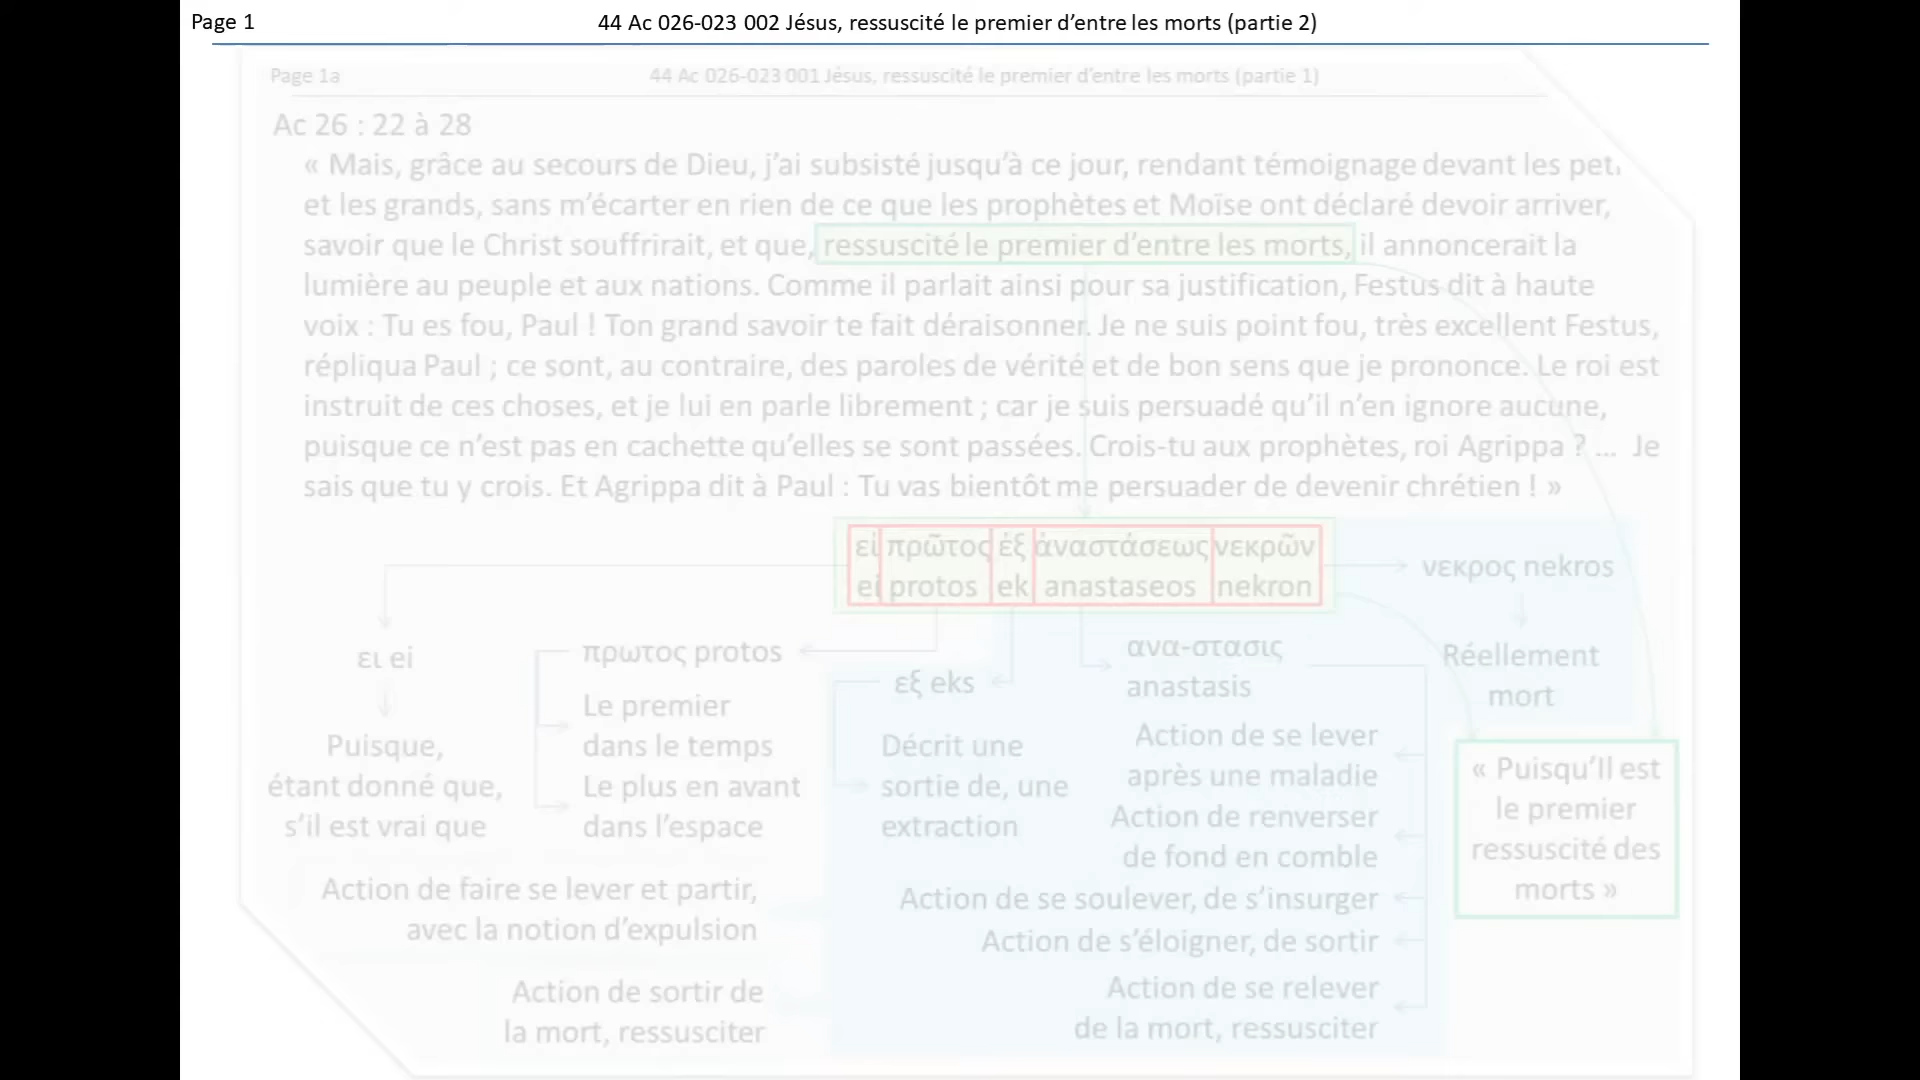 Page 1
44 Ac 026-023 002 Jésus, ressuscité le premier d’entre les morts (partie 2)
Page 1a
44 Ac 026-023 001 Jésus, ressuscité le premier d’entre les morts (partie 1)
Ac 26 : 22 à 28
« Mais, grâce au secours de Dieu, j’ai subsisté jusqu’à ce jour, rendant témoignage devant les
et les grands, sans m’écarter en rien de ce que les prophètes et Moïse ont déclaré devoir arriver,
savoir que le Christ souffrirait, et que, ressuscité le premier d’entre les morts, il annoncerait la
lumière au peuple et aux nations. Comme il parlait ainsi pour sa justification, Festus dit à haute
voix : Tu es fou, Paul ! Ton grand savoir te fait déraisonner. Je ne suis point fou, très excellent Festus,
répliqua Paul ; ce sont, au contraire, des paroles de vérité et de bon sens que je prononce. Le roi est
instruit de ces choses, et je lui en parle librement ; car je suis persuadé qu’il n’en ignore aucune,
puisque ce n’est pas en cachette qu’elles se sont passées. Crois-tu aux prophètes, roi Agrippa ? ... Je
sais que tu y crois. Et Agrippa dit à Paul : Tu vas bientôt me persuader de devenir chrétien ! »
εἰ πρῶτος ἐξ ἀναστάσεως νεκρῶν
ei protos ek anastaseos nekron
νεκρος nekros
Réellement
mort
ει ei
Puisque,
étant donné que,
s’il est vrai que
πρωτος protos
Le premier
dans le temps
Le plus en avant
dans l’espace
εξ eks
Décrit une
sortie de, une
extraction
ανα-στασις
anastasis
Action de se lever
après une maladie
Action de renverser
de fond en comble
Action de se soulever, de s’insurger
Action de s’éloigner, de sortir
Action de se relever
de la mort, ressusciter
« Puisqu’Il est
le premier
ressuscité des
morts »
Action de faire se lever et partir,
avec la notion d’expulsion
Action de sortir de
la mort, ressusciter